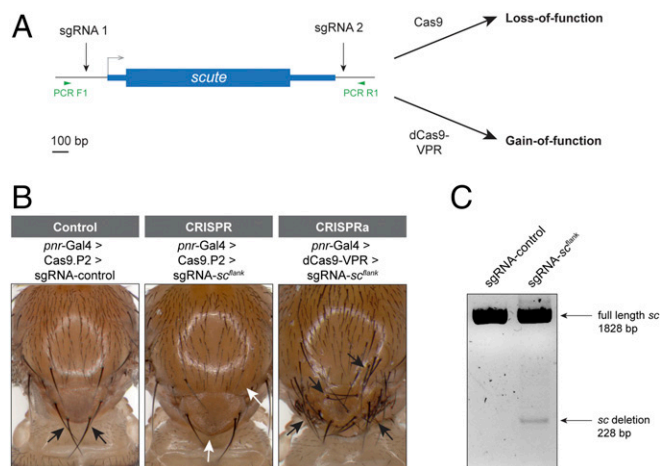 A
sgRNA 1
sgRNA 2
scute
PCR F1
PCR R1
100 bp
Cas9
Loss-of-function
dCas9-
VPR
Gain-of-function
B
Control
pnr-Gal4 >
Cas9.P2 >
sgRNA-control
CRISPR
pnr-Gal4 >
Cas9.P2 >
sgRNA-scflank
CRISPRa
pnr-Gal4 >
dCas9-VPR >
sgRNA-scflank
C
sgRNA-control
sgRNA-scflank
full length sc
1828 bp
sc deletion
228 bp